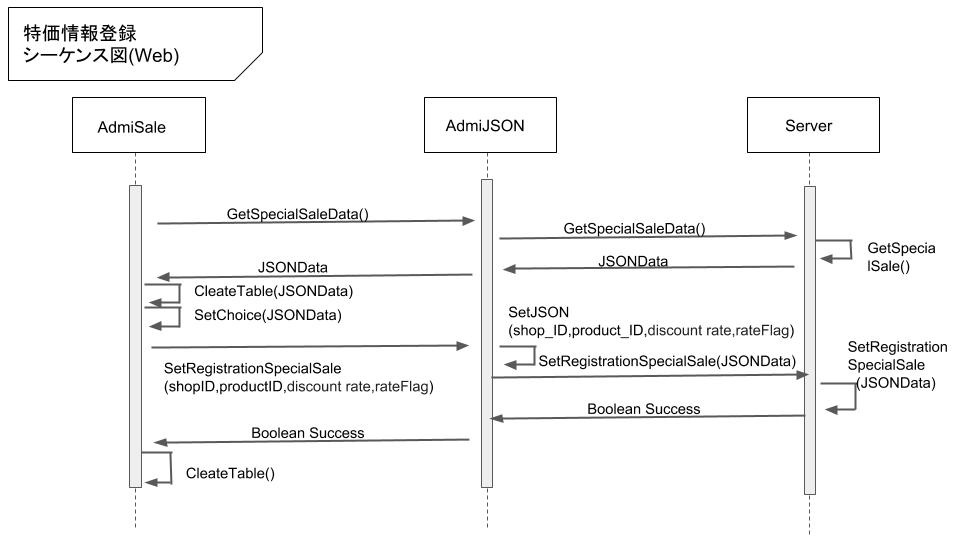 特価情報登録
シーケンス図(Web)
AdmiSale
AdmiJSON
Server
GetSpecialSaleData()
GetSpecialSaleData()
GetSpecia
lSale()
JSONData
JSONData
CleateTable(JSONData)
SetChoice(JSONData)
SetJSON
(shop_ID,product_ID,discount rate,rateFlag)
SetRegistrationSpecialSale
(shopID,productID,discount rate,rateFlag)
SetRegistrationSpecialSale(JSONData)
SetRegistration
SpecialSale
(JSONData)
Boolean Success
Boolean Success
CleateTable()